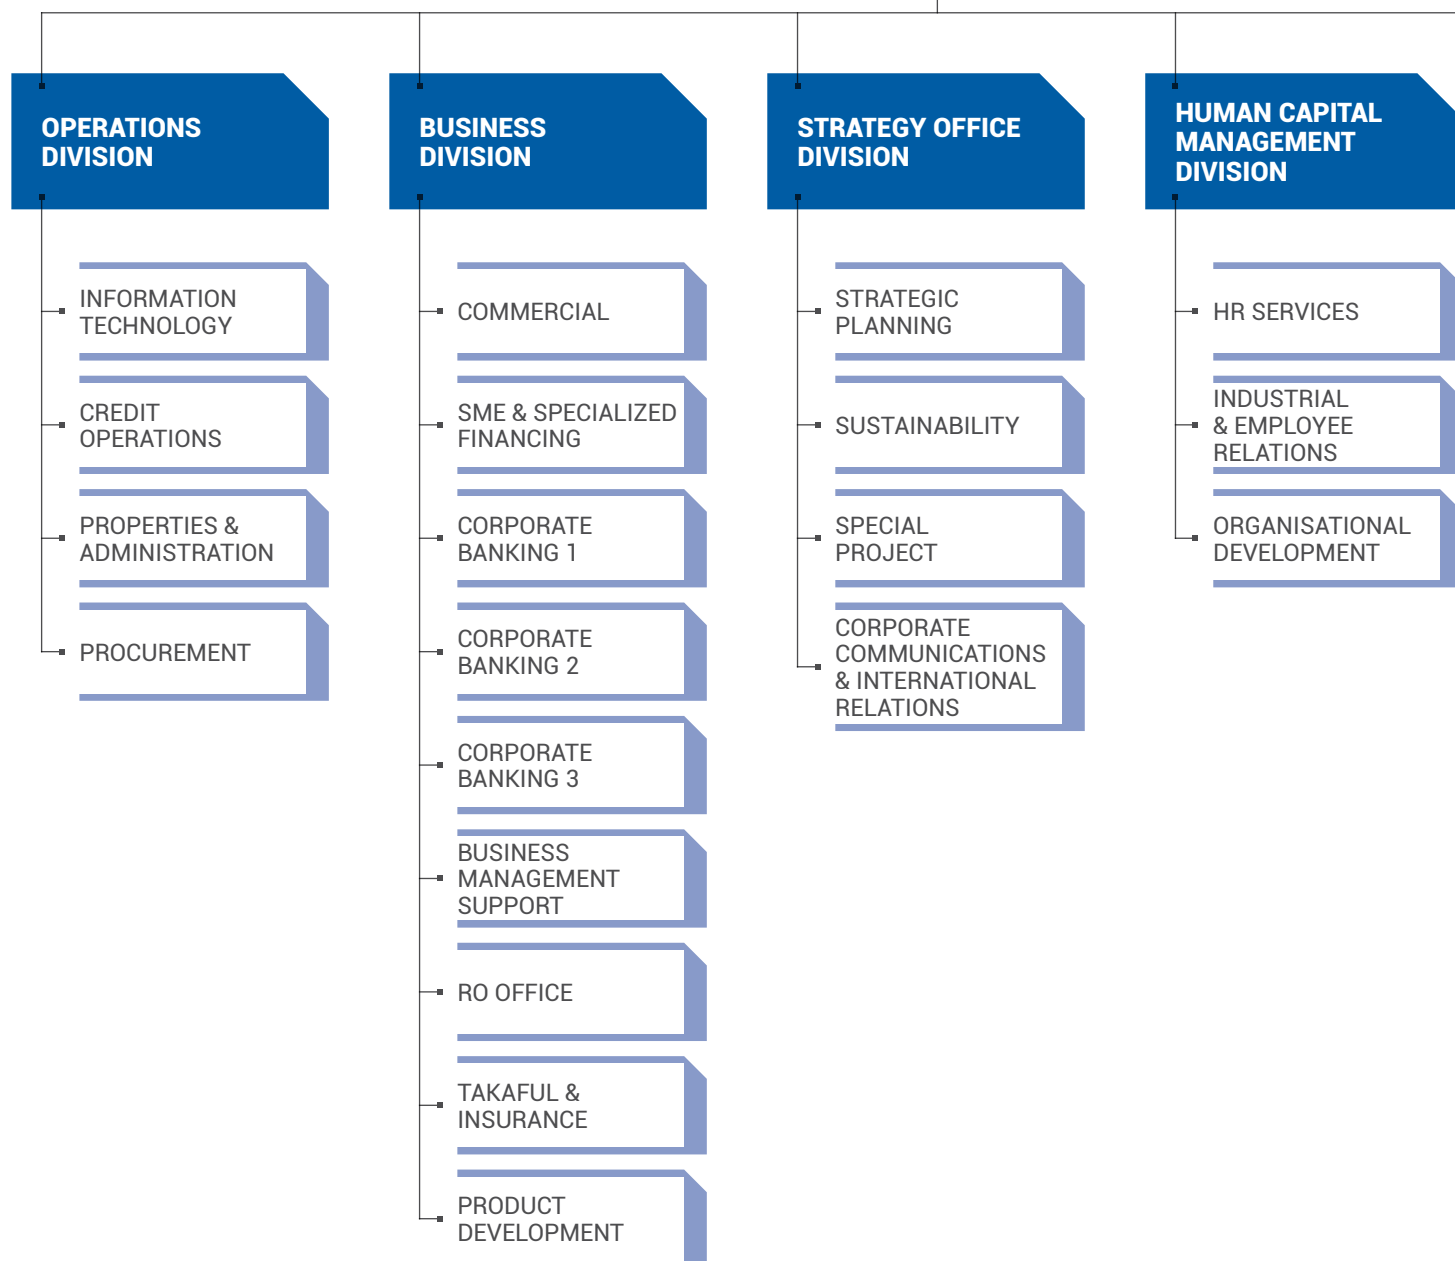 OPERATIONS
DIVISION
INFORMATION
TECHNOLOGY
CREDIT
OPERATIONS
PROPERTIES &
ADMINISTRATION
PROCUREMENT
BUSINESS
DIVISION
COMMERCIAL
SME & SPECIALIZED
FINANCING
CORPORATE
BANKING 1
CORPORATE
BANKING 2
CORPORATE
BANKING 3
BUSINESS
MANAGEMENT
SUPPORT
RO OFFICE
TAKAFUL &
INSURANCE
PRODUCT
DEVELOPMENT
STRATEGY OFFICE
DIVISION
STRATEGIC
PLANNING
SUSTAINABILITY
SPECIAL
PROJECT
CORPORATE
COMMUNICATIONS
& INTERNATIONAL
RELATIONS
HUMAN CAPITAL
MANAGEMENT
DIVISION
HR SERVICES
INDUSTRIAL
& EMPLOYEE
RELATIONS
ORGANISATIONAL
DEVELOPMENT